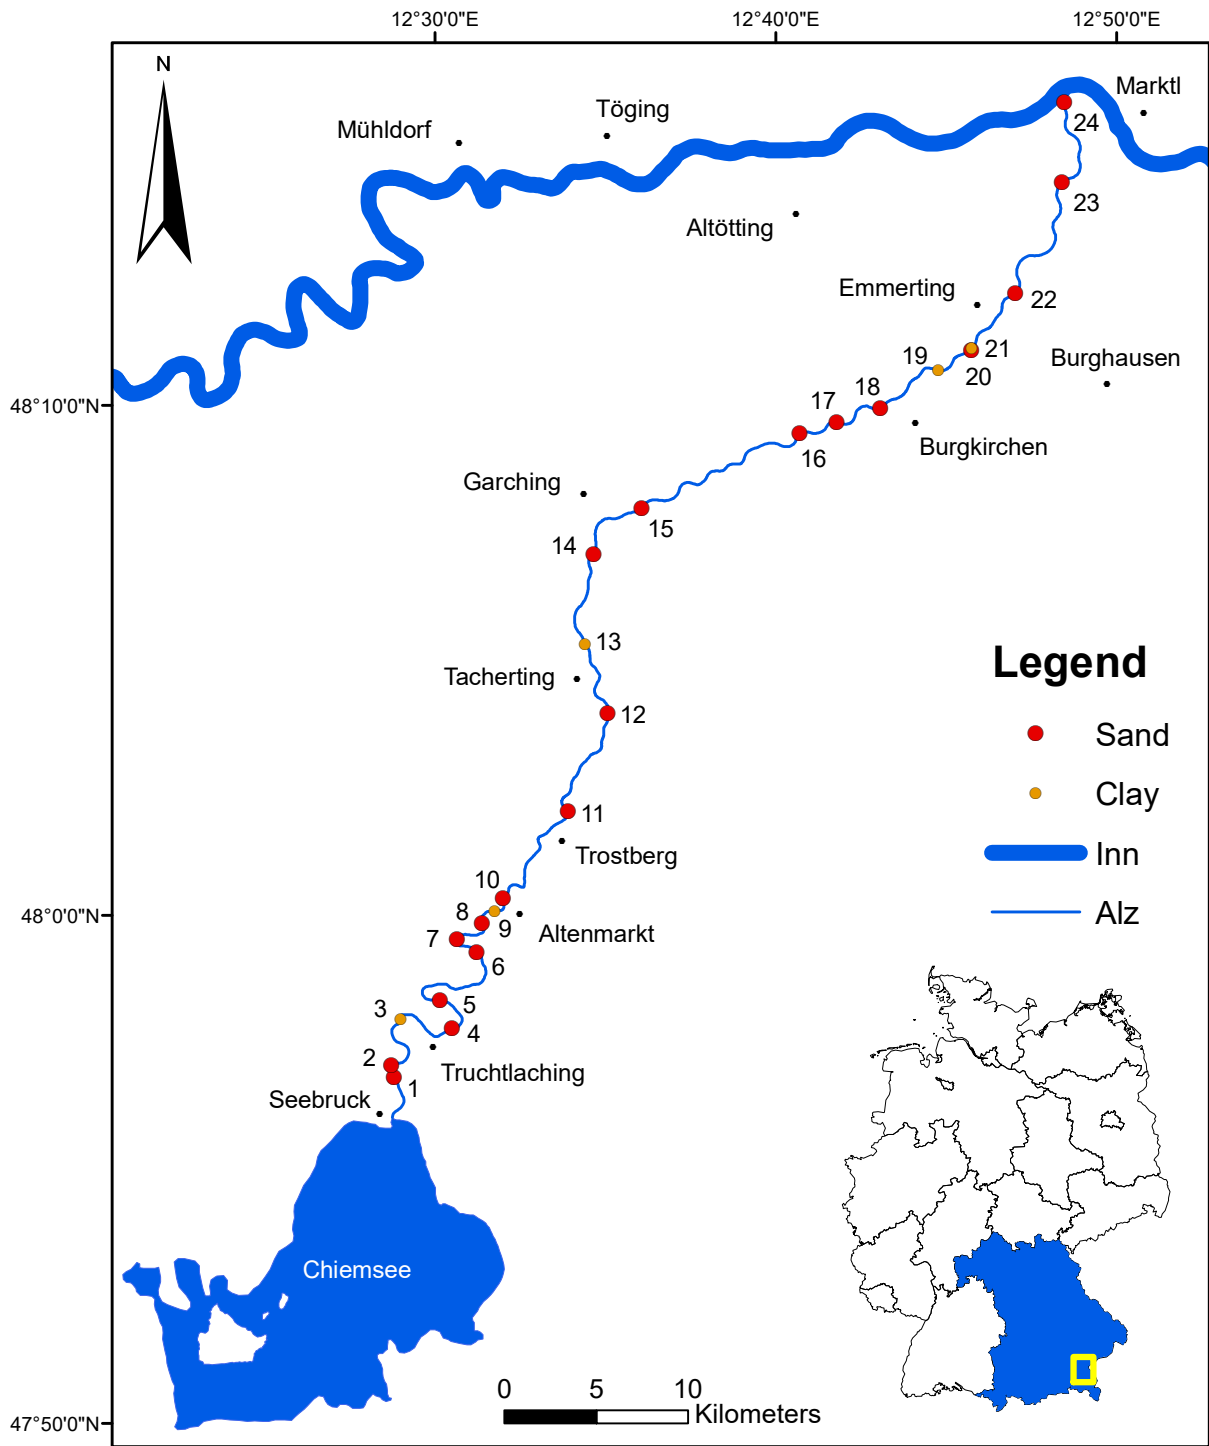 12°30'0"E
12°40'0"E
12°50'0"E
N
Marktl
Töging
Mühldorf
24
23
Altötting
Emmerting
22
21
19
Burghausen
20
48°10'0"N
18
17
Burgkirchen
16
Garching
15
14
13
Legend
Tacherting
12
Sand
Clay
11
Trostberg
Inn
10
8
Alz
48°0'0"N
9
7
Altenmarkt
6
3
5
4
2
Truchtlaching
1
Seebruck
Chiemsee
0
5
10
Kilometers
47°50'0"N